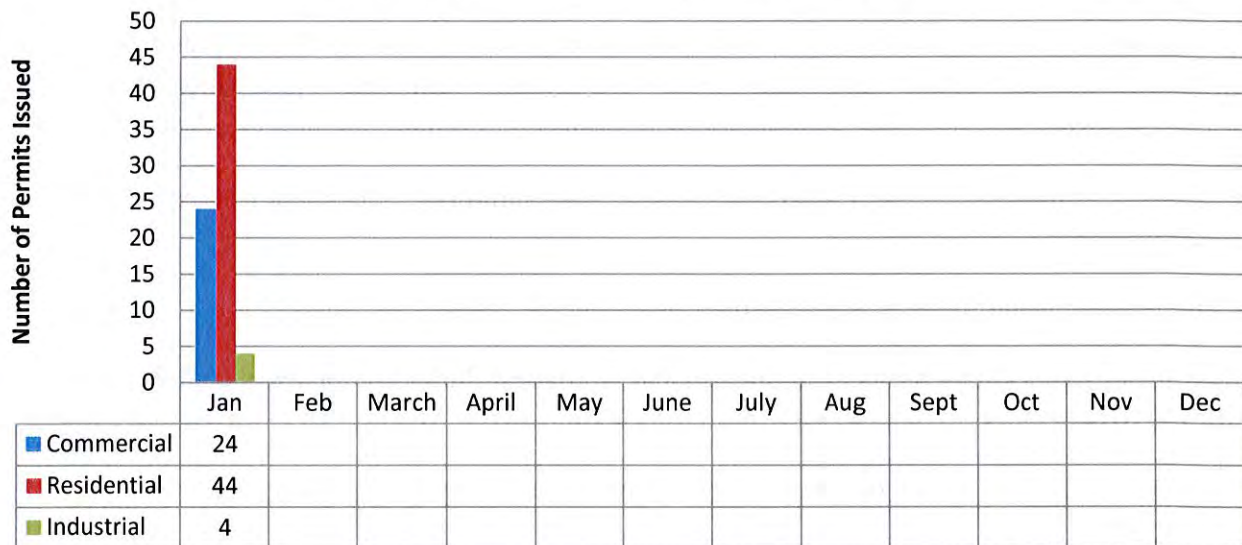 Number of Permits Issued
50
45
40
35
30
25
20
15
10
5
0
Jan Feb March April May June July Aug Sept Oct Nov Dec
Commercial 24
Residential 44
Industrial 4